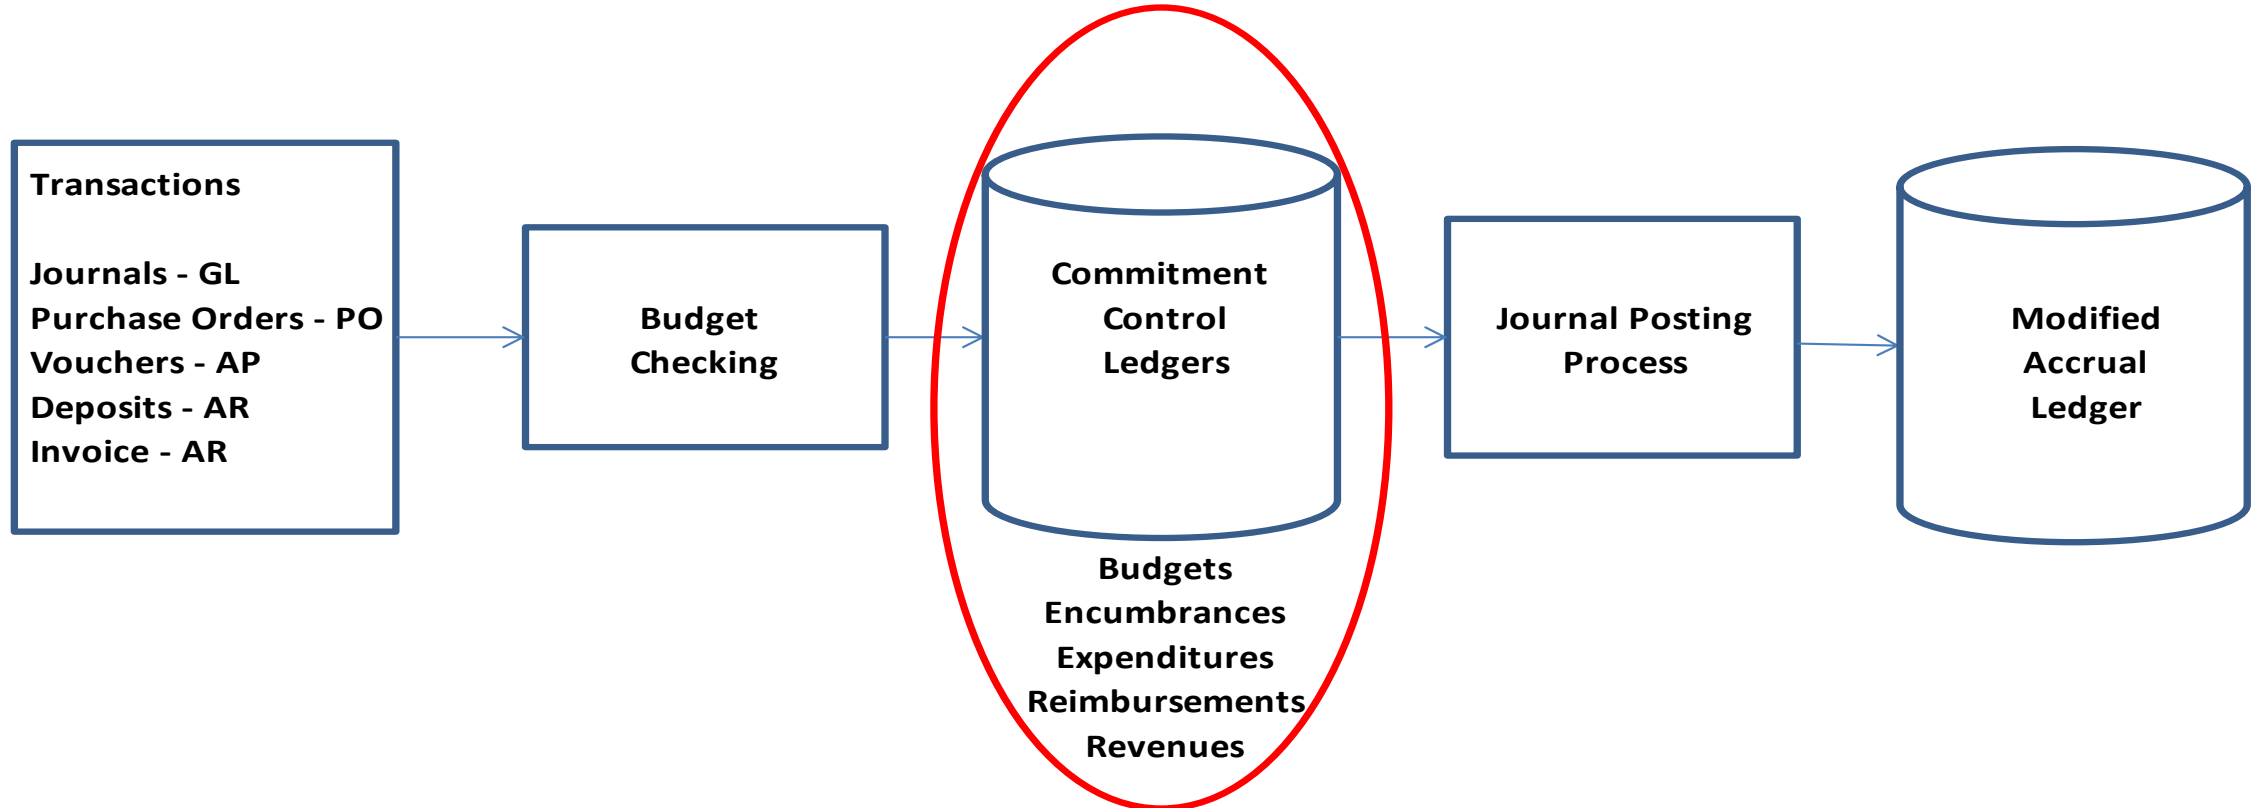 Transactions
Journals - GL
Purchase Orders - PO
Vouchers - AP
Deposits - AR
Invoice - AR
Budget
Checking
Commitment
Control
Ledgers
Budgets
Encumbrances
Expenditures
Reimbursements
Revenues
Journal Posting
Process
Modified
Accrual
Ledger